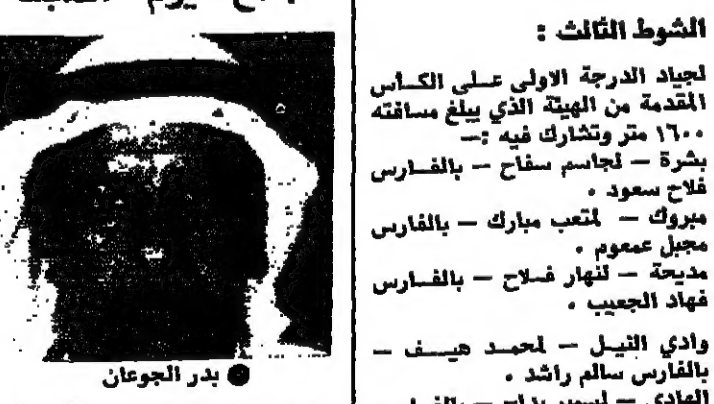 الشوط الثالث :
لجياد الدرجة الاولى على الكأس
المقدمة من الهيئة الذي يبلغ مسافته
١٦٠٠ متر وتشارك فيه :—
بشرة — لجاسم سفاح — بالفارس
فلاح سعود .
مبروك — لمتعب مبارك — بالفارس
مجبل عمعوم .
مديحة — لنهار فلاح — بالفارس
فهاد الجعيب .
وادي النيل — لمحمد هيف —
بالفارس سالم راشد .
الهادي
بدر الجوعان